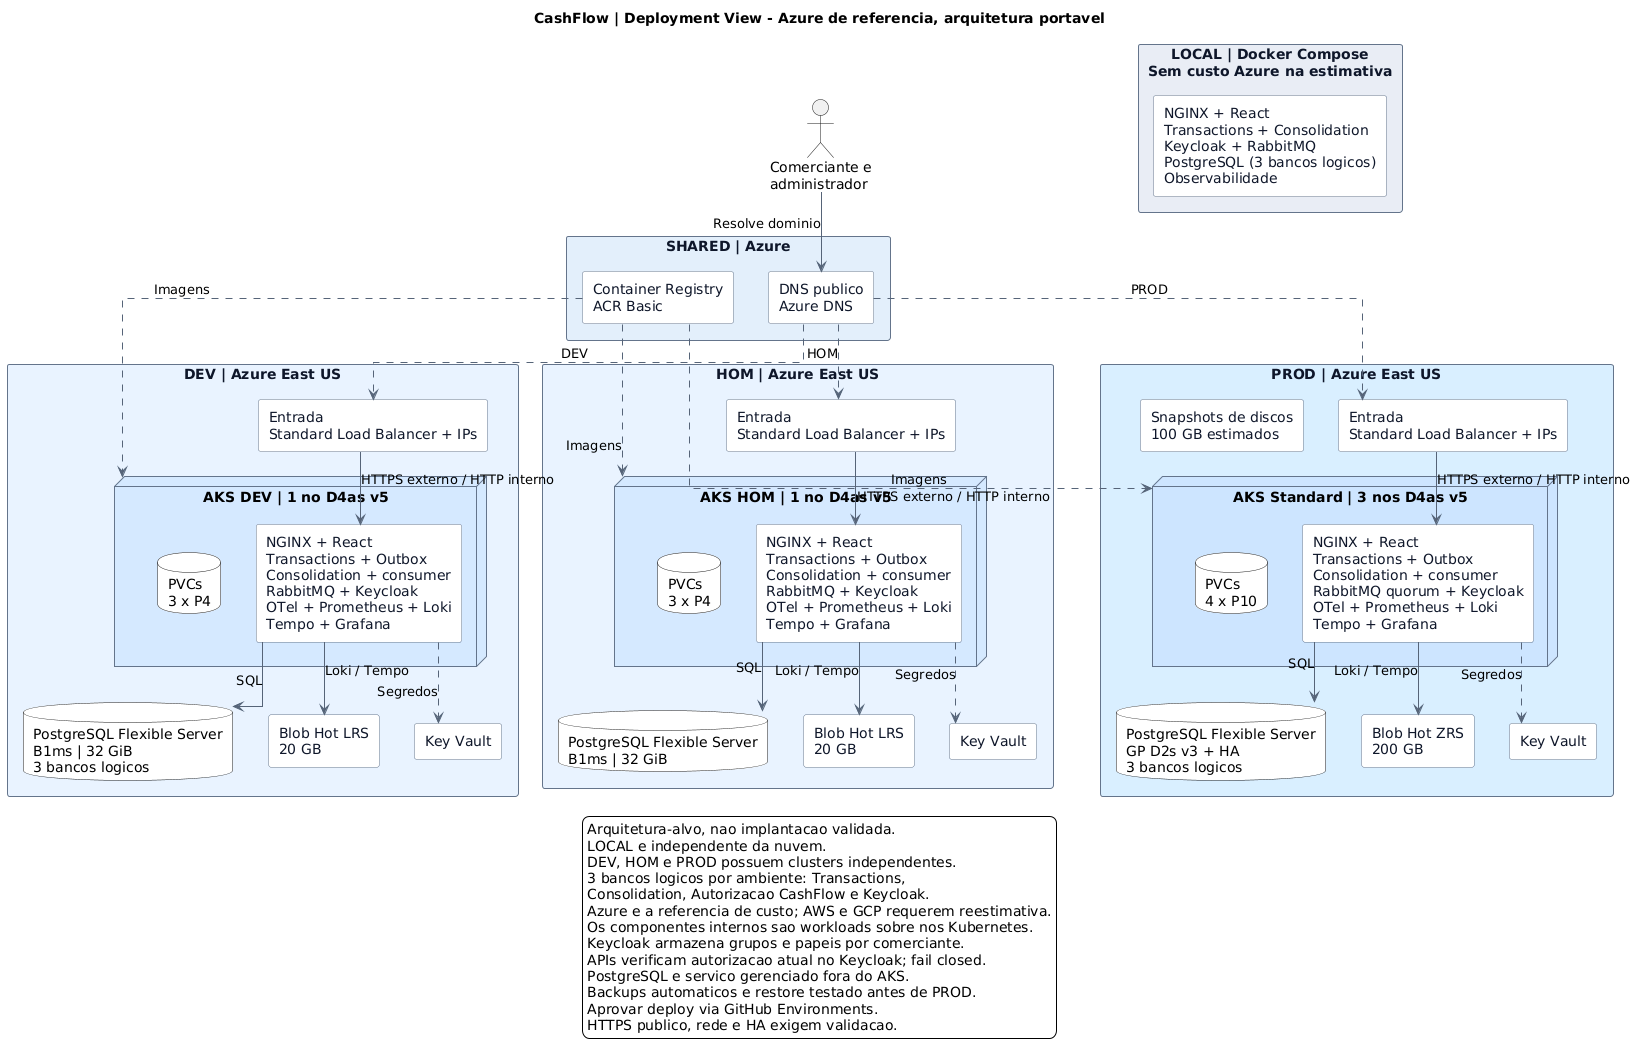 CashFlow | Deployment View - Azure de referencia, arquitetura portavel
LOCAL | Docker Compose
Sem custo Azure na estimativa
NGINX + React
Transactions + Consolidation
Keycloak + RabbitMQ
PostgreSQL (3 bancos logicos)
Observabilidade
Comerciante e
administrador
Resolve dominio
SHARED | Azure
Container Registry
ACR Basic
DNS publico
Azure DNS
Imagens
PROD
DEV
HOM
DEV | Azure East US
Entrada
Standard Load Balancer + IPs
HTTPS externo / HTTP interno
AKS DEV | 1 no D4as v5
PVCs
3 x P4
NGINX + React
Transactions + Outbox
Consolidation + consumer
RabbitMQ + Keycloak
OTel + Prometheus + Loki
Tempo + Grafana
SQL
Loki / Tempo
Segredos
PostgreSQL Flexible Server
B1ms | 32 GiB
3 bancos logicos
Blob Hot LRS
20 GB
Key Vault
HOM | Azure East US
Entrada
Standard Load Balancer + IPs
Imagens
Imagens
HTTPS externo / HTTP interno
AKS HOM | 1 no D4as v5
PVCs
3 x P4
NGINX + React
Transactions + Outbox
Consolidation + consumer
RabbitMQ + Keycloak
OTel + Prometheus + Loki
Tempo + Grafana
SQL
Loki / Tempo
Segredos
PostgreSQL Flexible Server
B1ms | 32 GiB
Blob Hot LRS
20 GB
Key Vault
PROD | Azure East US
Snapshots de discos
100 GB estimados
Entrada
Standard Load Balancer + IPs
HTTPS externo / HTTP interno
AKS Standard | 3 nos D4as v5
PVCs
4 x P10
NGINX + React
Transactions + Outbox
Consolidation + consumer
RabbitMQ quorum + Keycloak
OTel + Prometheus + Loki
Tempo + Grafana
SQL
Loki / Tempo
Segredos
PostgreSQL Flexible Server
GP D2s v3 + HA
3 bancos logicos
Blob Hot ZRS
200 GB
Key Vault
Arquitetura-alvo, nao implantacao validada.
LOCAL e independente da nuvem.
DEV, HOM e PROD possuem clusters independentes.
3 bancos logicos por ambiente: Transactions,
Consolidation, Autorizacao CashFlow e Keycloak.
Azure e a referencia de custo; AWS e GCP requerem reestimativa.
Os componentes internos sao workloads sobre nos Kubernetes.
Keycloak armazena grupos e papeis por comerciante.
APIs verificam autorizacao atual no Keycloak; fail closed.
PostgreSQL e servico gerenciado fora do AKS.
Backups automaticos e restore testado antes de PROD.
Aprovar deploy via GitHub Environments.
HTTPS publico, rede e HA exigem validacao.